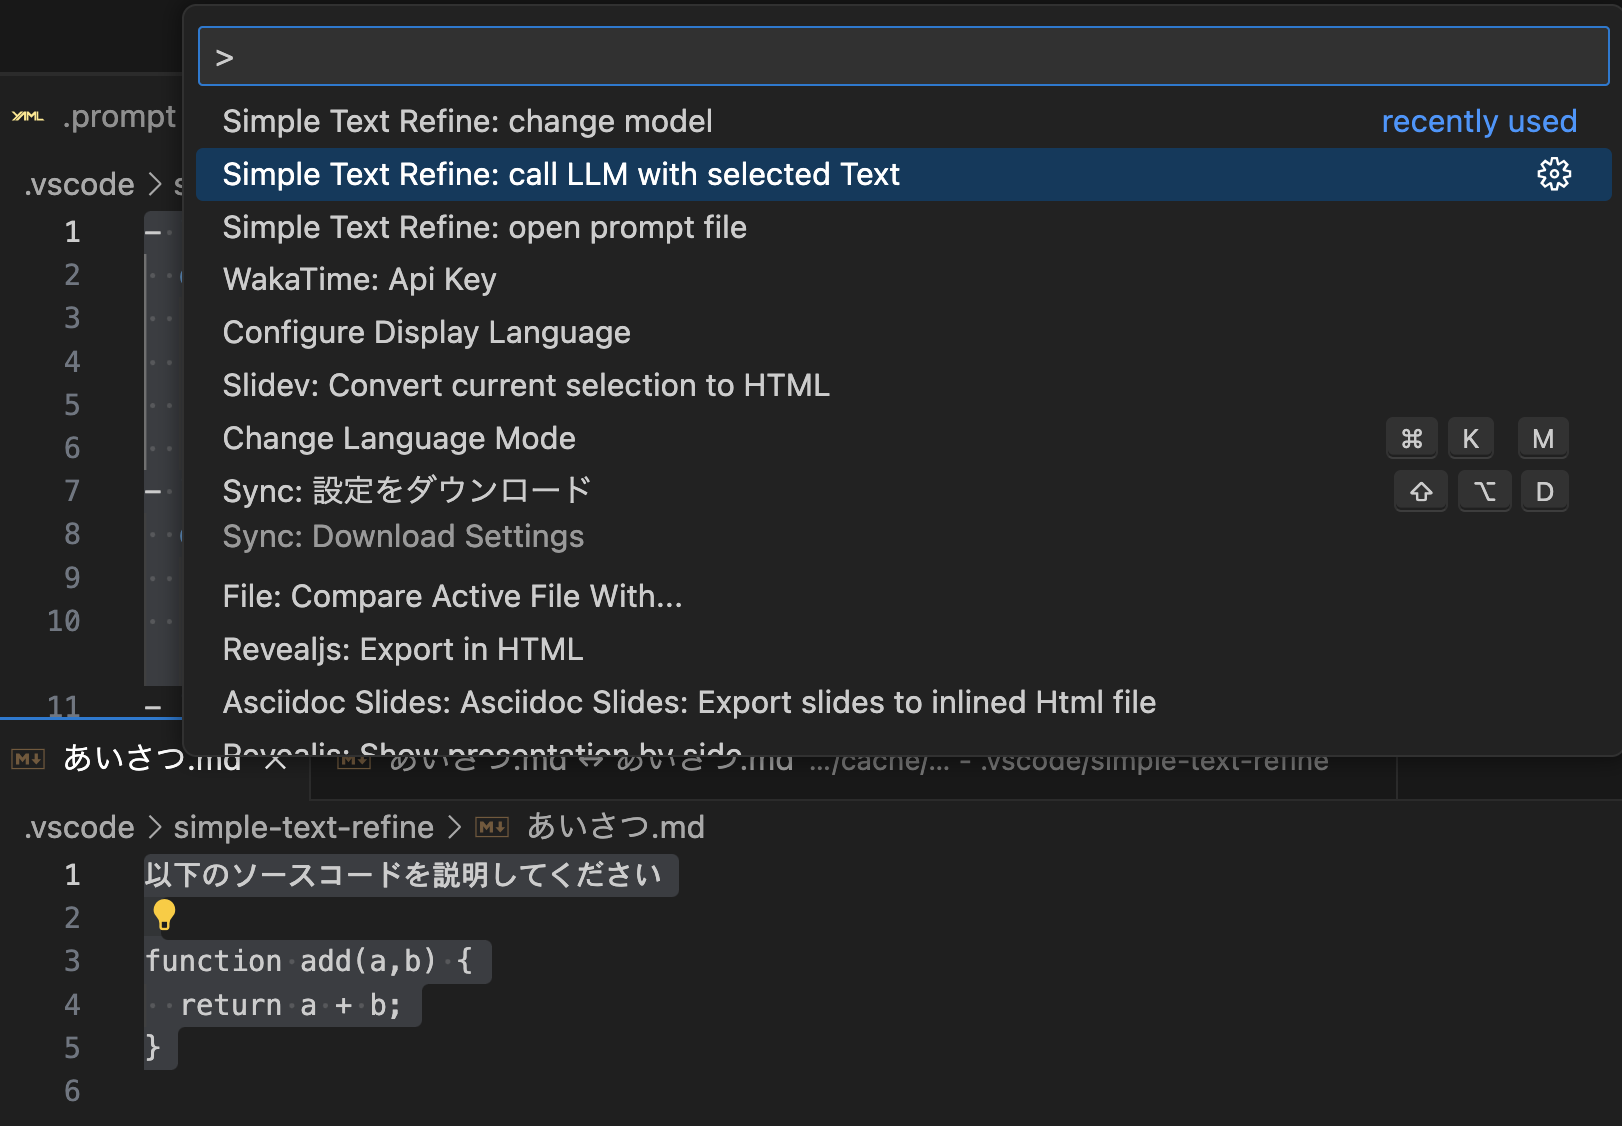 >
Simple Text Refine: change model
recently used
Simple Text Refine: call LLM with selected Text
Simple Text Refine: open prompt file
WakaTime: Api Key
Configure Display Language
Slidev: Convert current selection to HTML
Change Language Mode
⌘ K M
Sync: 設定をダウンロード
⇧ ⌥ D
Sync: Download Settings
File: Compare Active File With...
Revealjs: Export in HTML
Asciidoc Slides: Asciidoc Slides: Export slides to inlined Html file
Revealjs: Show presentation by side
YAML .prompt
.vscode >
1 -
2
3
4
5
6
7 -
8
9
10
11 -
M↓ あいさつ.md ×
M↓ あいさつ.md ↔ あいさつ.md .../cache/... - .vscode/simple-text-refine
.vscode > simple-text-refine > M↓ あいさつ.md
1 以下のソースコードを説明してください
2
3 function add(a,b) {
4 return a + b;
5 }
6